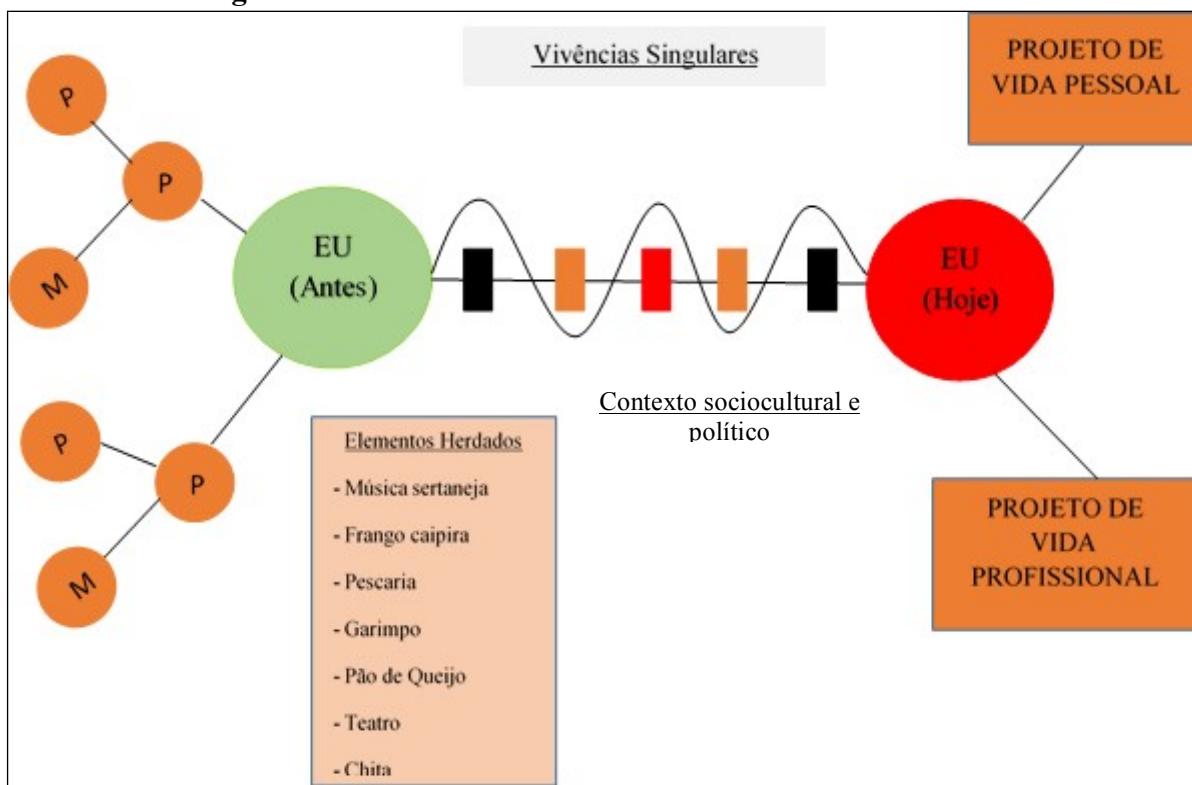 Vivências Singulares
PROJETO DE
VIDA PESSOAL
P
P
M
EU
(Antes)
EU
(Hoje)
P
P
M
Contexto sociocultural e
político
Elementos Herdados
- Música sertaneja
- Frango caipira
- Pescaria
- Garimpo
- Pão de Queijo
- Teatro
- Chita
PROJETO DE
VIDA
PROFISSIONAL